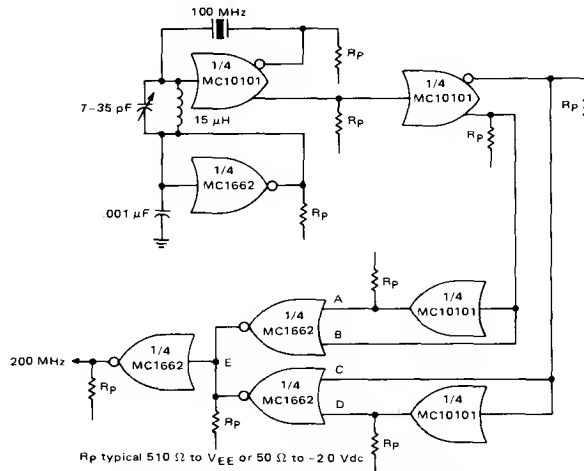 100 MHz
RP
1/4
MC10101
1/4
MC10101
RP
7-35 pF
15 μH
RP
RP
1/4
MC1662
.001 μF
RP
RP
A
1/4
MC10101
1/4
MC1662
B
200 MHz
1/4
MC1662
E
C
1/4
MC1662
D
1/4
MC10101
RP
RP
RP
RP typical 510 Ω to VEE or 50 Ω to -2.0 Vdc